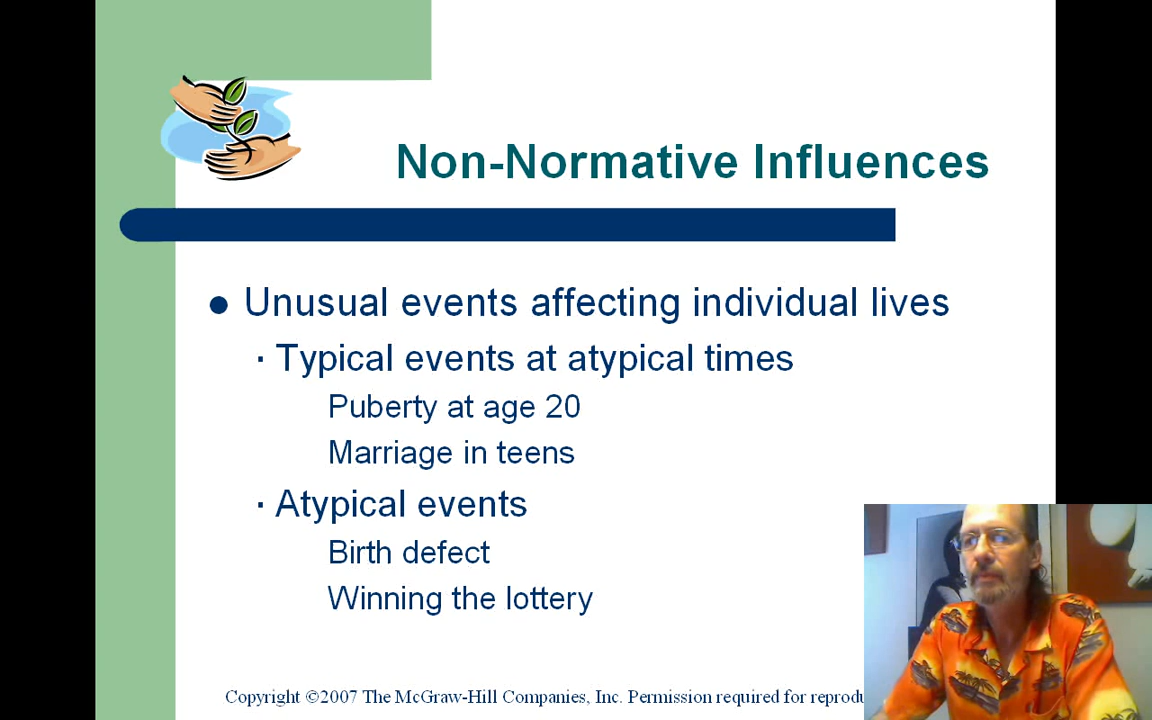 Non-Normative Influences
● Unusual events affecting individual lives
· Typical events at atypical times
Puberty at age 20
Marriage in teens
· Atypical events
Birth defect
Winning the lottery
Copyright ©2007 The McGraw-Hill Companies, Inc. Permission required for